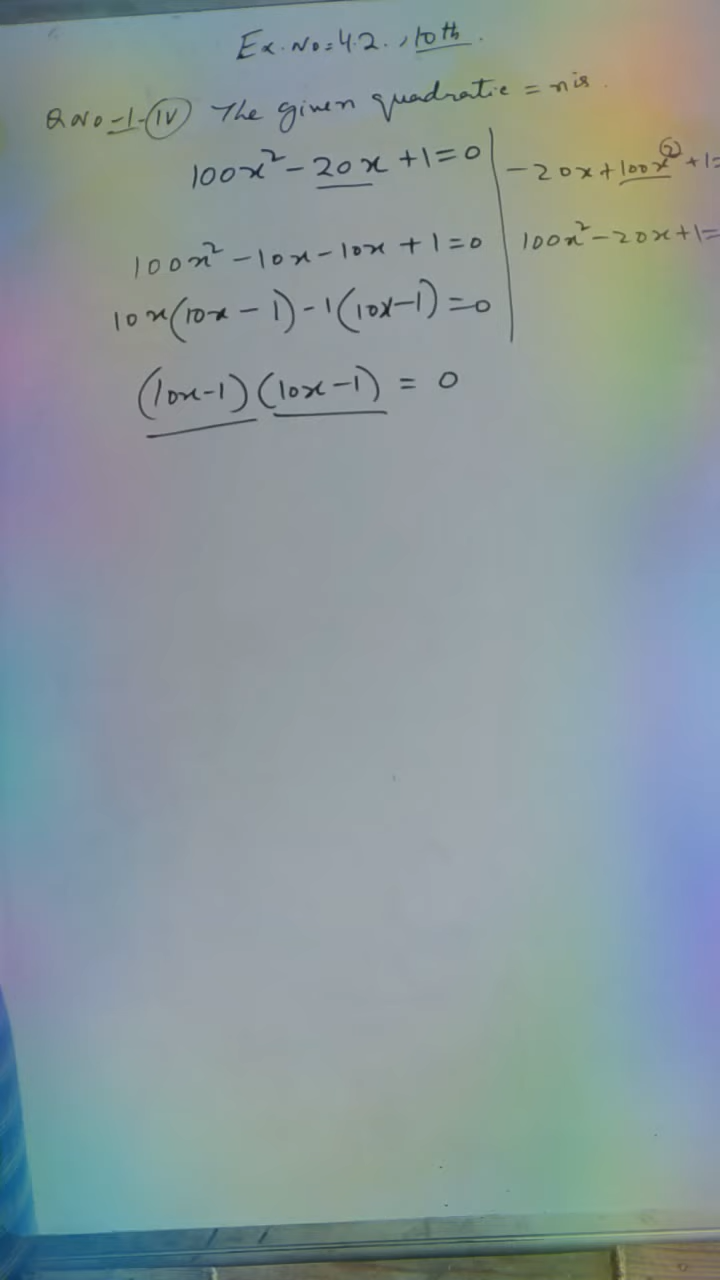 Ex. No = 4.2. , 10th.
Q No-1-(iv) The given quadratic = n is.
100x² - 20x + 1 = 0
100x² - 10x - 10x + 1 = 0
10x(10x - 1) - 1(10x - 1) = 0
(10x - 1)(10x - 1) = 0
- 20x + 100x² + 1 =
100x² - 20x + 1 =